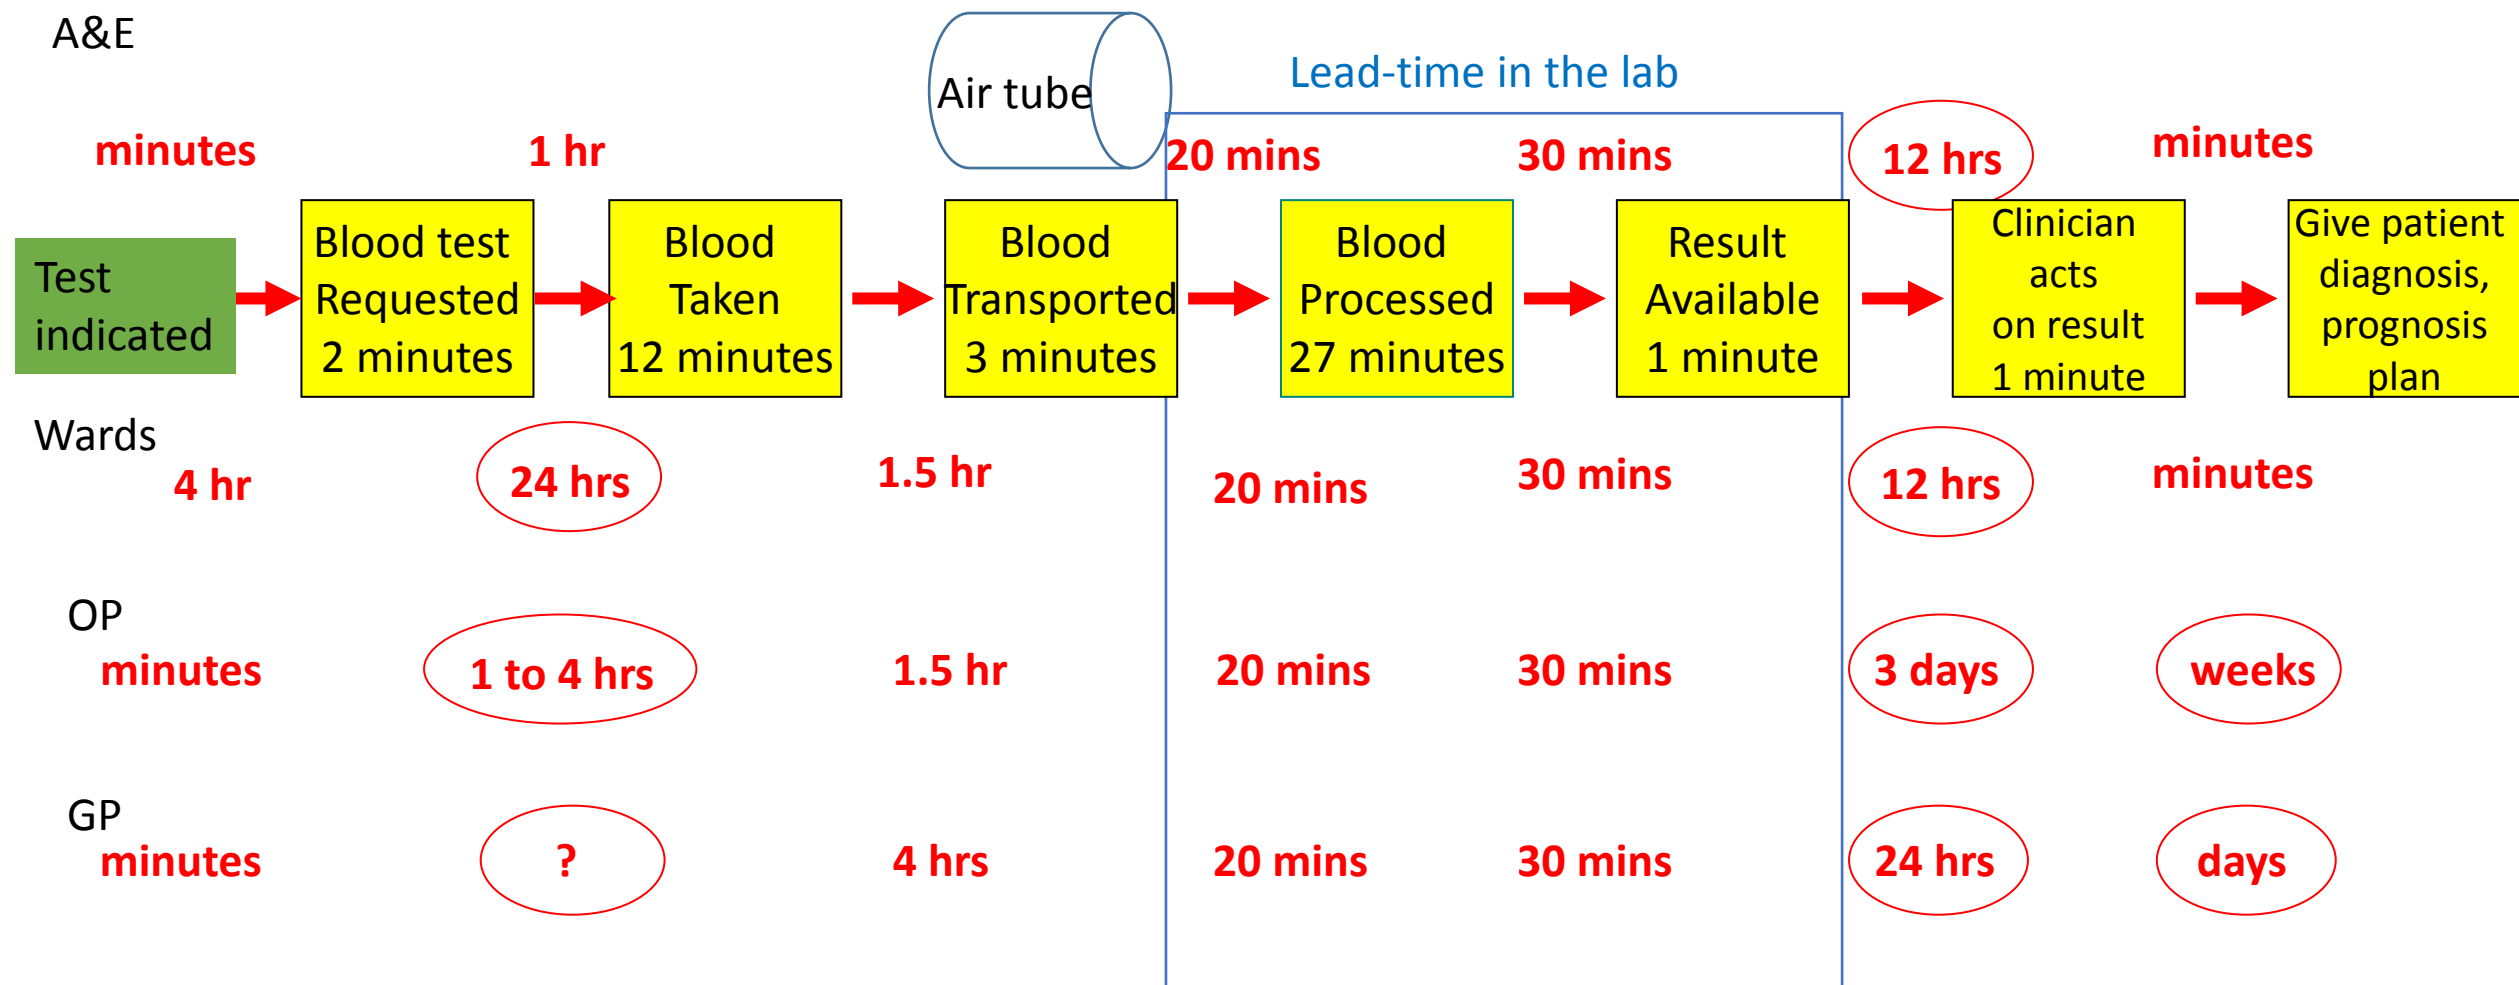 A&E
Air tube
Lead-time in the lab
minutes
1 hr
20 mins
30 mins
12 hrs
minutes
Test
indicated
Blood test
Requested
2 minutes
Blood
Taken
12 minutes
Blood
Transported
3 minutes
Blood
Processed
27 minutes
Result
Available
1 minute
Clinician
acts
on result
1 minute
Give patient
diagnosis,
prognosis
plan
Wards
4 hr
24 hrs
1.5 hr
20 mins
30 mins
12 hrs
minutes
OP
minutes
1 to 4 hrs
1.5 hr
20 mins
30 mins
3 days
weeks
GP
minutes
?
4 hrs
20 mins
30 mins
24 hrs
days